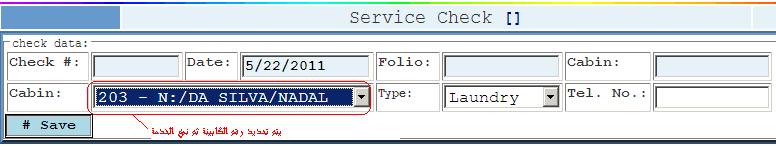 Service Check []
check data:
Check #: Date: 5/22/2011 Folio: Cabin:
Cabin: 203 - N:/DA SILVA/NADAL Type: Laundry Tel. No.:
# Save
يتم تحديد رقم الكابينة ثم نوع الخدمة